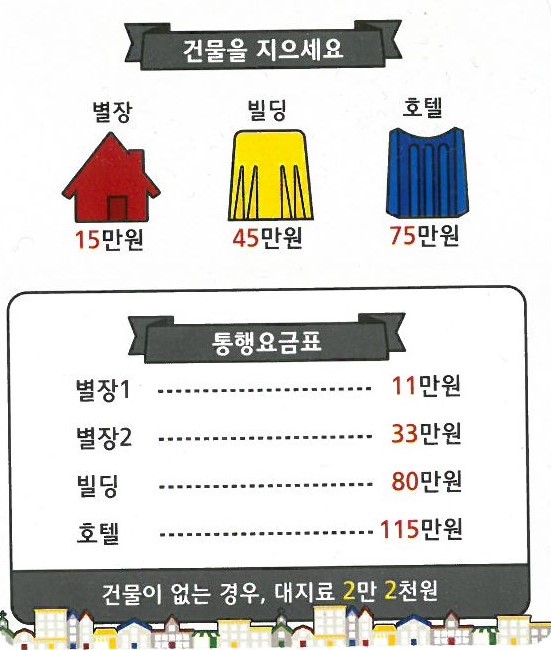 건물을 지으세요
별장 빌딩 호텔
15만원 45만원 75만원
통행요금표
별장1 ------------------------ 11만원
별장2 ------------------------ 33만원
빌딩 ------------------------ 80만원
호텔 ------------------------ 115만원
건물이 없는 경우, 대지료 2만 2천원